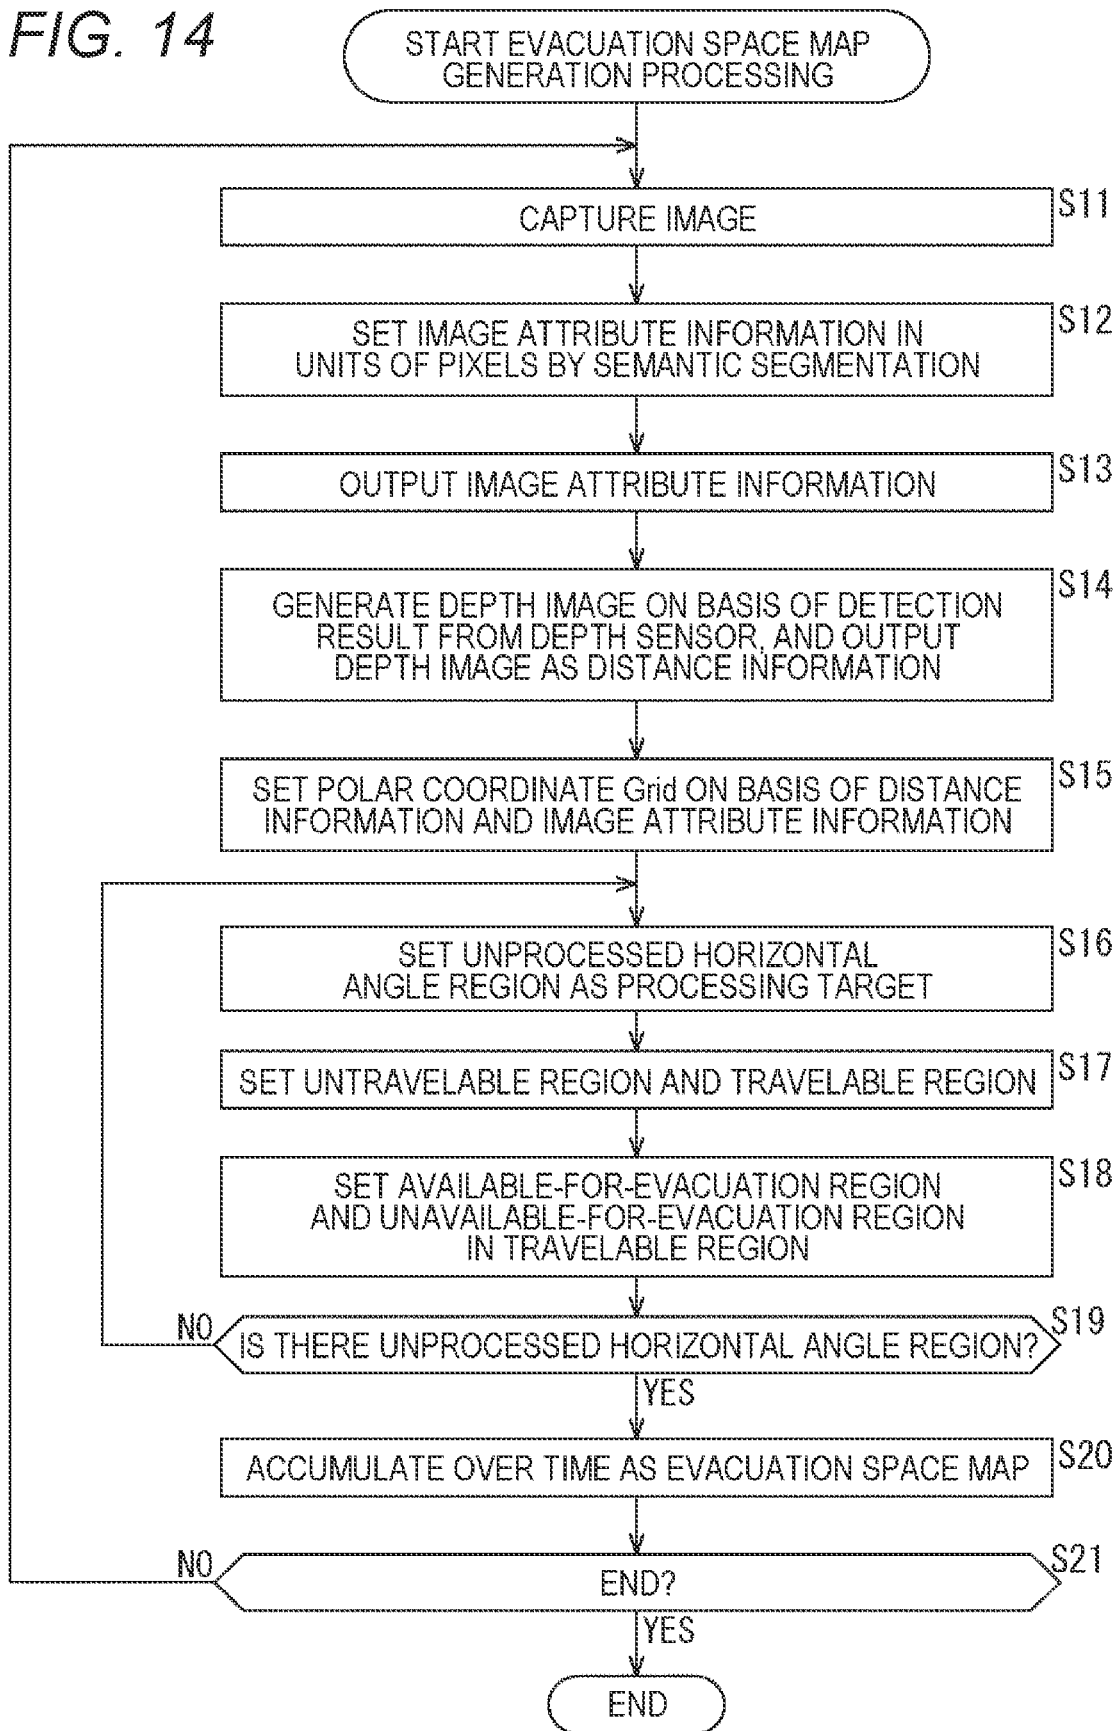 FIG. 14
START EVACUATION SPACE MAP
GENERATION PROCESSING
CAPTURE IMAGE
S11
SET IMAGE ATTRIBUTE INFORMATION IN
UNITS OF PIXELS BY SEMANTIC SEGMENTATION
S12
OUTPUT IMAGE ATTRIBUTE INFORMATION
S13
GENERATE DEPTH IMAGE ON BASIS OF DETECTION
RESULT FROM DEPTH SENSOR, AND OUTPUT
DEPTH IMAGE AS DISTANCE INFORMATION
S14
SET POLAR COORDINATE Grid ON BASIS OF DISTANCE
INFORMATION AND IMAGE ATTRIBUTE INFORMATION
S15
SET UNPROCESSED HORIZONTAL
ANGLE REGION AS PROCESSING TARGET
S16
SET UNTRAVELABLE REGION AND TRAVELABLE REGION
S17
SET AVAILABLE-FOR-EVACUATION REGION
AND UNAVAILABLE-FOR-EVACUATION REGION
IN TRAVELABLE REGION
S18
NO
IS THERE UNPROCESSED HORIZONTAL ANGLE REGION?
S19
YES
ACCUMULATE OVER TIME AS EVACUATION SPACE MAP
S20
NO
END?
S21
YES
END